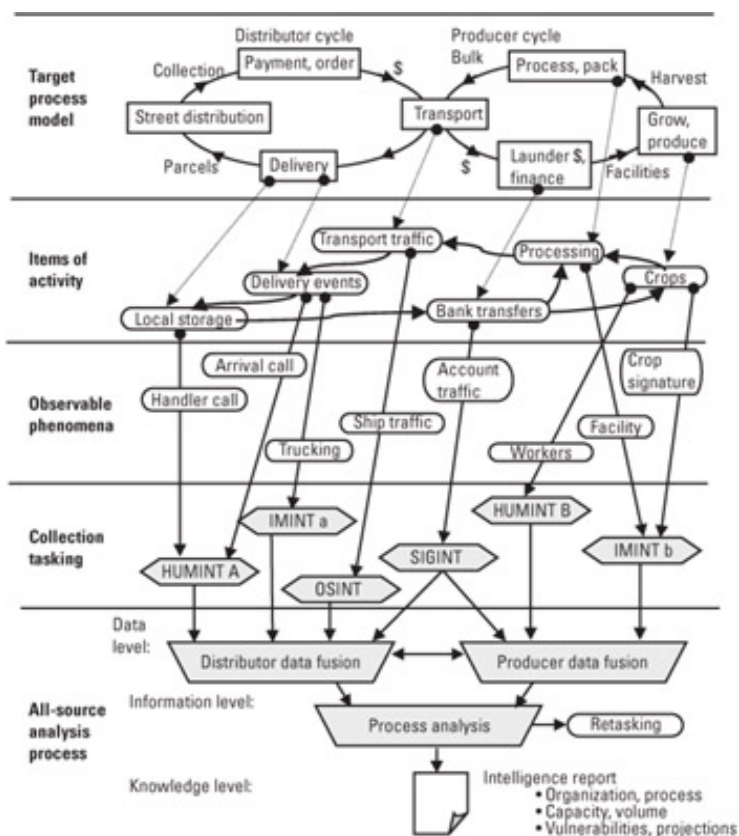 Distributor cycle
Producer cycle
Target
process
model
Collection
Payment, order
$
Bulk
Process, pack
Harvest
Street distribution
Transport
Grow,
produce
Parcels
Delivery
$
Launder $,
finance
Facilities
Items of
activity
Transport traffic
Processing
Delivery events
Crops
Local storage
Bank transfers
Observable
phenomena
Arrival call
Account
traffic
Crop
signature
Handler call
Ship traffic
Facility
Trucking
Workers
Collection
tasking
IMINT a
HUMINT B
HUMINT A
SIGINT
IMINT b
OSINT
Data
level:
Distributor data fusion
Producer data fusion
All-source
analysis
process
Information level:
Process analysis
Retasking
Knowledge level:
Intelligence report
• Organization, process
• Capacity, volume
• Vulnerabilities, projections